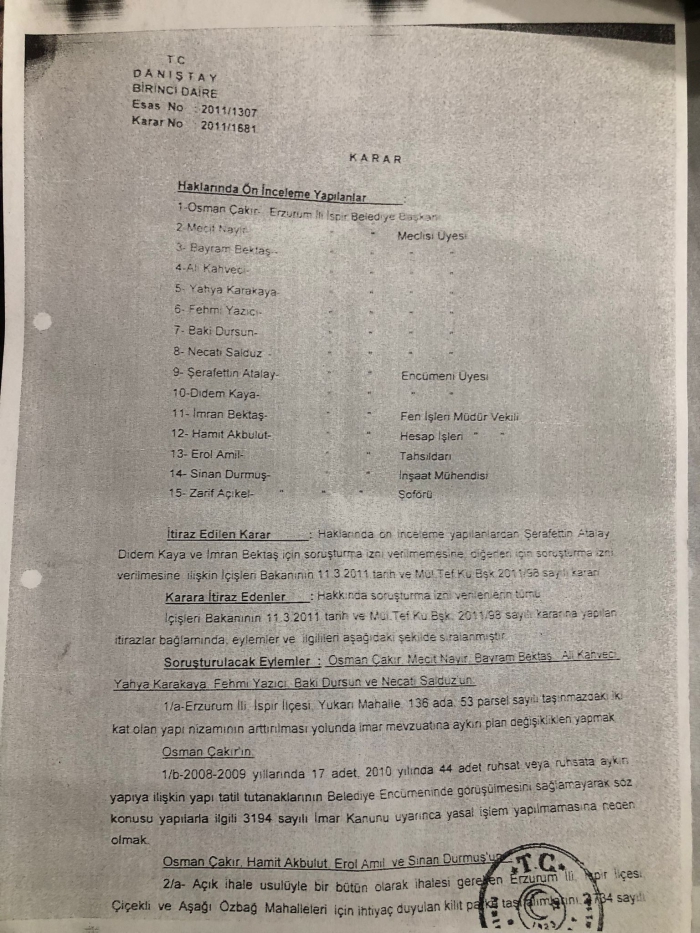 TC
DANIŞTAY
BİRİNCİ DAİRE
Esas No : 2011/1307
Karar No 2011/1681
KARAR
Haklarında Ön İnceleme Yapılanlar :
1-Osman Çakır- Erzurum İli İspir Belediye Başkanı
2-Mecit Nayır- " " Meclisi Üyesi
3- Bayram Bektaş- " " "
4-Ali Kahveci- " " "
5- Yahya Karakaya- " " "
6- Fehmi Yazıcı- " " "
7- Baki Dursun- " " "
8- Necati Salduz - " " "
9- Şerafettin Atalay- " " Encümeni Üyesi
10-Didem Kaya- " " " "
11- İmran Bektaş- " " Fen İşleri Müdür Vekili
12- Hamit Akbulut- " " Hesap İşleri " "
13- Erol Amil- " " Tahsildarı
14- Sinan Durmuş- " " İnşaat Mühendisi
15- Zarif Açıkel- " " " Şoförü
İtiraz Edilen Karar : Haklarında ön inceleme yapılanlardan Şerafettin Atalay
Didem Kaya ve İmran Bektaş için soruşturma izni verilmemesine, diğerleri için soruşturma izni
verilmesine ilişkin İçişleri Bakanının 11.3.2011 tarih ve Mül.Tef.Ku.Bşk.2011/98 sayılı kararı
Karara İtiraz Edenler : Hakkında soruşturma izni verilenlerin tümü
İçişleri Bakanının 11.3.2011 tarih ve Mül.Tef.Ku.Bşk. 2011/98 sayılı kararına yapılan
itirazlar bağlamında, eylemler ve ilgilileri aşağıdaki şekilde sıralanmıştır
Soruşturulacak Eylemler : Osman Çakır, Mecit Nayır, Bayram Bektaş, Ali Kahveci,
Yahya Karakaya, Fehmi Yazıcı, Baki Dursun ve Necati Salduz'un,
1/a-Erzurum İli, İspir İlçesi, Yukarı Mahalle, 136 ada, 53 parsel sayılı taşınmazdaki iki
kat olan yapı nizamının arttırılması yolunda imar mevzuatına aykırı plan değişiklikleri yapmak
Osman Çakır'ın,
1/b-2008-2009 yıllarında 17 adet, 2010 yılında 44 adet ruhsat veya ruhsata aykırı
yapıya ilişkin yapı tatil tutanaklarının Belediye Encümeninde görüşülmesini sağlamayarak söz
konusu yapılarla ilgili 3194 sayılı İmar Kanunu uyarınca yasal işlem yapılmamasına neden
olmak,
Osman Çakır, Hamit Akbulut, Erol Amil ve Sinan Durmuş'un
2/a- Açık ihale usulüyle bir bütün olarak ihalesi gereken Erzurum İli, İspir İlçesi,
Çiçekli ve Aşağı Özbağ Mahalleleri için ihtiyaç duyulan kilit parke taşı alımlarını, 2734 sayılı
T.C.